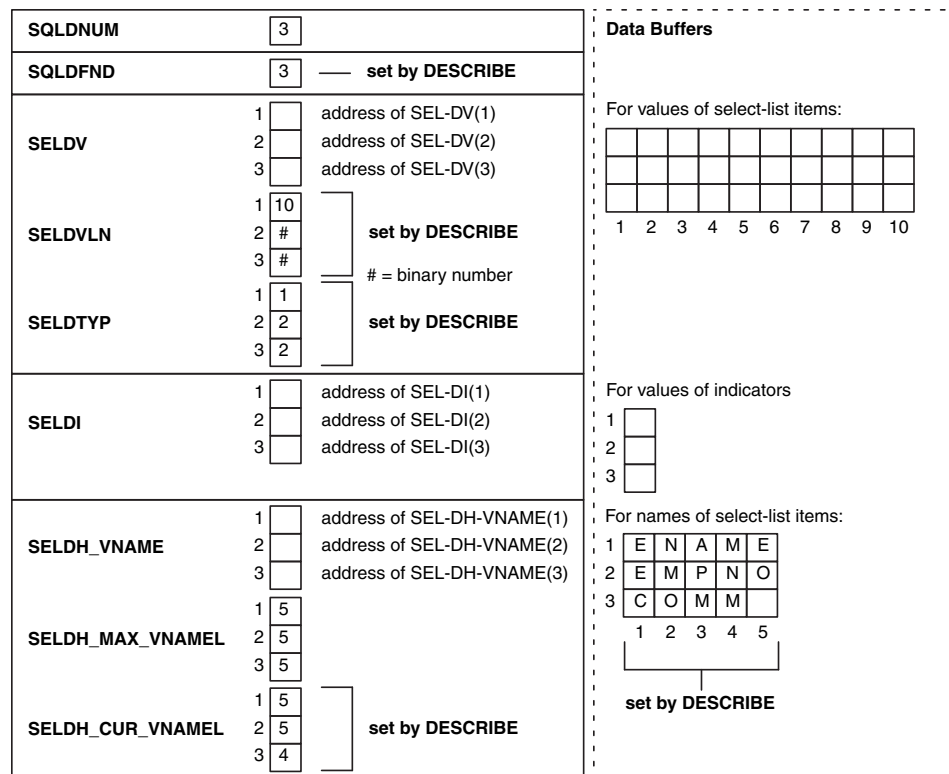 SQLDNUM 3
SQLDFND 3 set by DESCRIBE
SELDV
1 address of SEL-DV(1)
2 address of SEL-DV(2)
3 address of SEL-DV(3)
SELDVLN
1 10
2 #
3 #
set by DESCRIBE
# = binary number
SELDTYP
1 1
2 2
3 2
set by DESCRIBE
SELDI
1 address of SEL-DI(1)
2 address of SEL-DI(2)
3 address of SEL-DI(3)
SELDH_VNAME
1 address of SEL-DH-VNAME(1)
2 address of SEL-DH-VNAME(2)
3 address of SEL-DH-VNAME(3)
SELDH_MAX_VNAMEL
1 5
2 5
3 5
SELDH_CUR_VNAMEL
1 5
2 5
3 4
set by DESCRIBE
Data Buffers
For values of select-list items:
1 2 3 4 5 6 7 8 9 10
For values of indicators
1
2
3
For names of select-list items:
1 E N A M E
2 E M P N O
3 C O M M
1 2 3 4 5
set by DESCRIBE